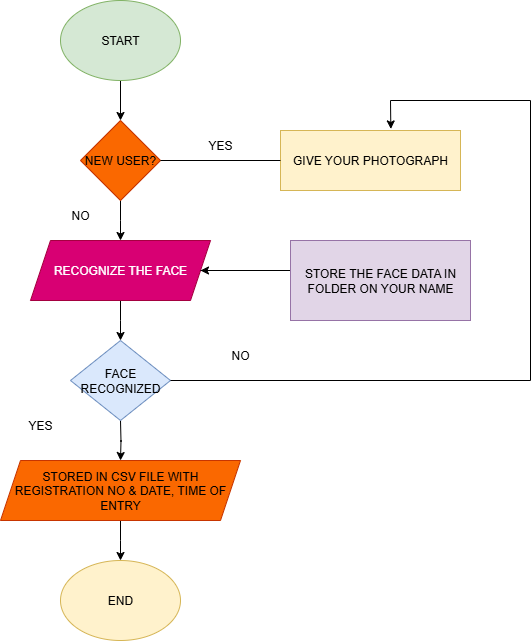 START
NEW USER?
YES
GIVE YOUR PHOTOGRAPH
NO
RECOGNIZE THE FACE
STORE THE FACE DATA IN
FOLDER ON YOUR NAME
FACE
RECOGNIZED
NO
YES
STORED IN CSV FILE WITH
REGISTRATION NO & DATE, TIME OF
ENTRY
END